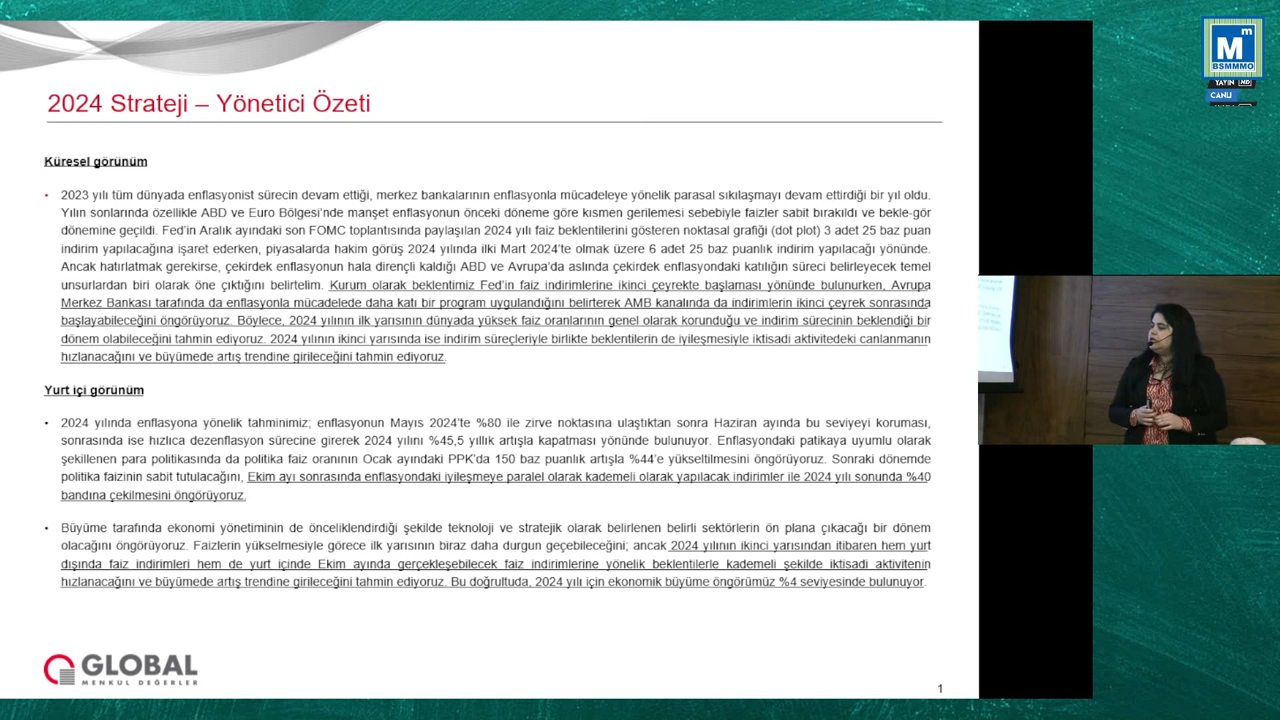 2024 Strateji – Yönetici Özeti
Küresel görünüm
• 2023 yılı tüm dünyada enflasyonist sürecin devam ettiği, merkez bankalarının enflasyonla mücadeleye yönelik parasal sıkılaşmayı devam ettirdiği bir yıl oldu.
Yılın sonlarında özellikle ABD ve Euro Bölgesi'nde manşet enflasyonun önceki döneme göre kısmen gerilemesi sebebiyle faizler sabit bırakıldı ve bekle-gör
dönemine geçildi. Fed'in Aralık ayındaki son FOMC toplantısında paylaşılan 2024 yılı faiz beklentilerini gösteren noktasal grafiği (dot plot) 3 adet 25 baz puan
indirim yapılacağına işaret ederken, piyasalarda hakim görüş 2024 yılında ilki Mart 2024'te olmak üzere 6 adet 25 baz puanlık indirim yapılacağı yönünde.
Ancak hatırlatmak gerekirse, çekirdek enflasyonun hala dirençli kaldığı ABD ve Avrupa'da aslında çekirdek enflasyondaki katılığın süreci belirleyecek temel
unsurlardan biri olarak öne çıktığını belirtelim. Kurum olarak beklentimiz Fed'in faiz indirimlerine ikinci çeyrekte başlaması yönünde bulunurken, Avrupa
Merkez Bankası tarafında da enflasyonla mücadelede daha katı bir program uygulandığını belirterek AMB kanalında da indirimlerin ikinci çeyrek sonrasında
başlayabileceğini öngörüyoruz. Böylece, 2024 yılının ilk yarısının dünyada yüksek faiz oranlarının genel olarak korunduğu ve indirim sürecinin beklendiği bir
dönem olabileceğini tahmin ediyoruz. 2024 yılının ikinci yarısında ise indirim süreçleriyle birlikte beklentilerin de iyileşmesiyle iktisadi aktivitedeki canlanmanın
hızlanacağını ve büyümede artış trendine girileceğini tahmin ediyoruz.
Yurt içi görünüm
• 2024 yılında enflasyona yönelik tahminimiz; enflasyonun Mayıs 2024'te %80 ile zirve noktasına ulaştıktan sonra Haziran ayında bu seviyeyi koruması,
sonrasında ise hızlıca dezenflasyon sürecine girerek 2024 yılını %45,5 yıllık artışla kapatması yönünde bulunuyor. Enflasyondaki patikaya uyumlu olarak
şekillenen para politikasında da politika faiz oranının Ocak ayındaki PPK'da 150 baz puanlık artışla %44'e yükseltilmesini öngörüyoruz. Sonraki dönemde
politika faizinin sabit tutulacağını, Ekim ayı sonrasında enflasyondaki iyileşmeye paralel olarak kademeli olarak yapılacak indirimler ile 2024 yılı sonunda %40
bandına çekilmesini öngörüyoruz.
• Büyüme tarafında ekonomi yönetiminin de önceliklendirdiği şekilde teknoloji ve stratejik olarak belirlenen belirli sektörlerin ön plana çıkacağı bir dönem
olacağını öngörüyoruz. Faizlerin yükselmesiyle görece ilk yarısının biraz daha durgun geçebileceğini; ancak 2024 yılının ikinci yarısından itibaren hem yurt
dışında faiz indirimleri hem de yurt içinde Ekim ayında gerçekleşebilecek faiz indirimlerine yönelik beklentilerle kademeli şekilde iktisadi aktivitenin
hızlanacağını ve büyümede artış trendine girileceğini tahmin ediyoruz. Bu doğrultuda, 2024 yılı için ekonomik büyüme öngörümüz %4 seviyesinde bulunuyor.
GLOBAL
MENKUL DEĞERLER
1
Mm
BSMMMO
YAYIN HD
CANLI